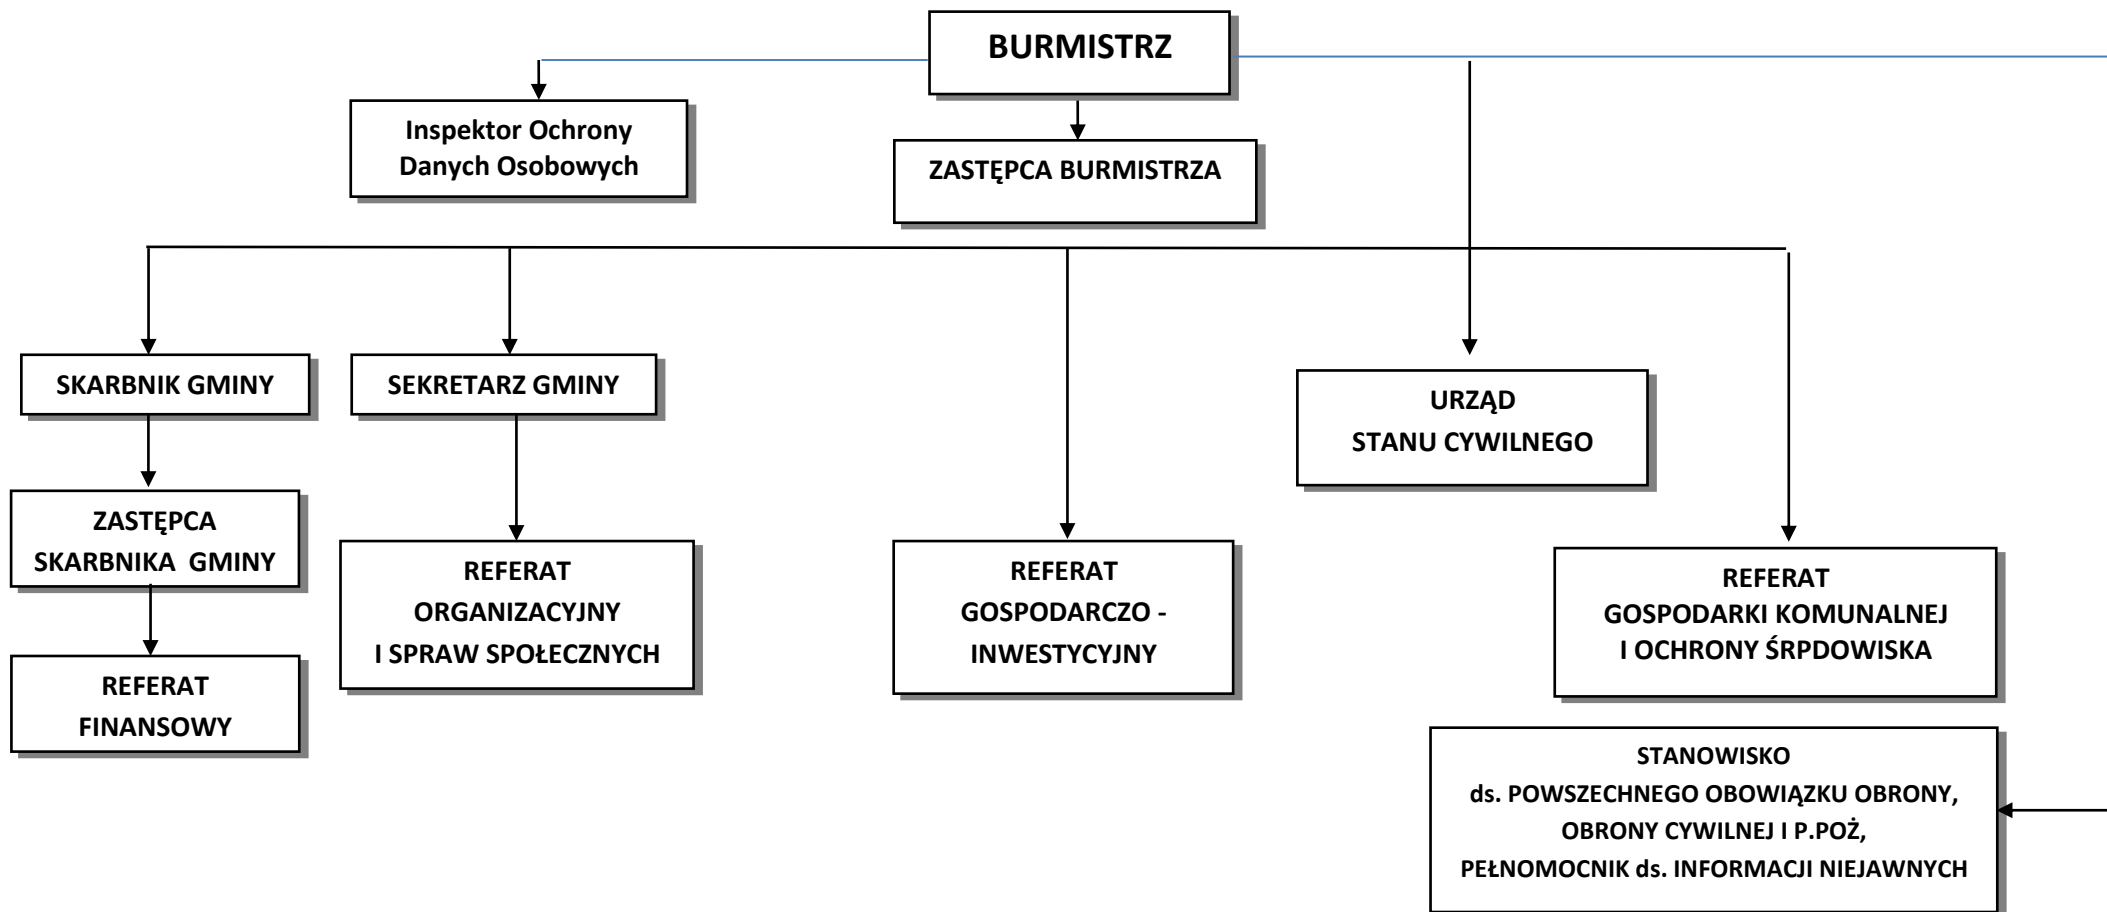 BURMISTRZ
Inspektor Ochrony
Danych Osobowych
ZASTĘPCA BURMISTRZA
SKARBNIK GMINY
SEKRETARZ GMINY
URZĄD
STANU CYWILNEGO
ZASTĘPCA
SKARBNIKA GMINY
REFERAT
ORGANIZACYJNY
I SPRAW SPOŁECZNYCH
REFERAT
GOSPODARCZO -
INWESTYCYJNY
REFERAT
GOSPODARKI KOMUNALNEJ
I OCHRONY ŚRPDOWISKA
REFERAT
FINANSOWY
STANOWISKO
ds. POWSZECHNEGO OBOWIĄZKU OBRONY,
OBRONY CYWILNEJ I P.POŻ,
PEŁNOMOCNIK ds. INFORMACJI NIEJAWNYCH